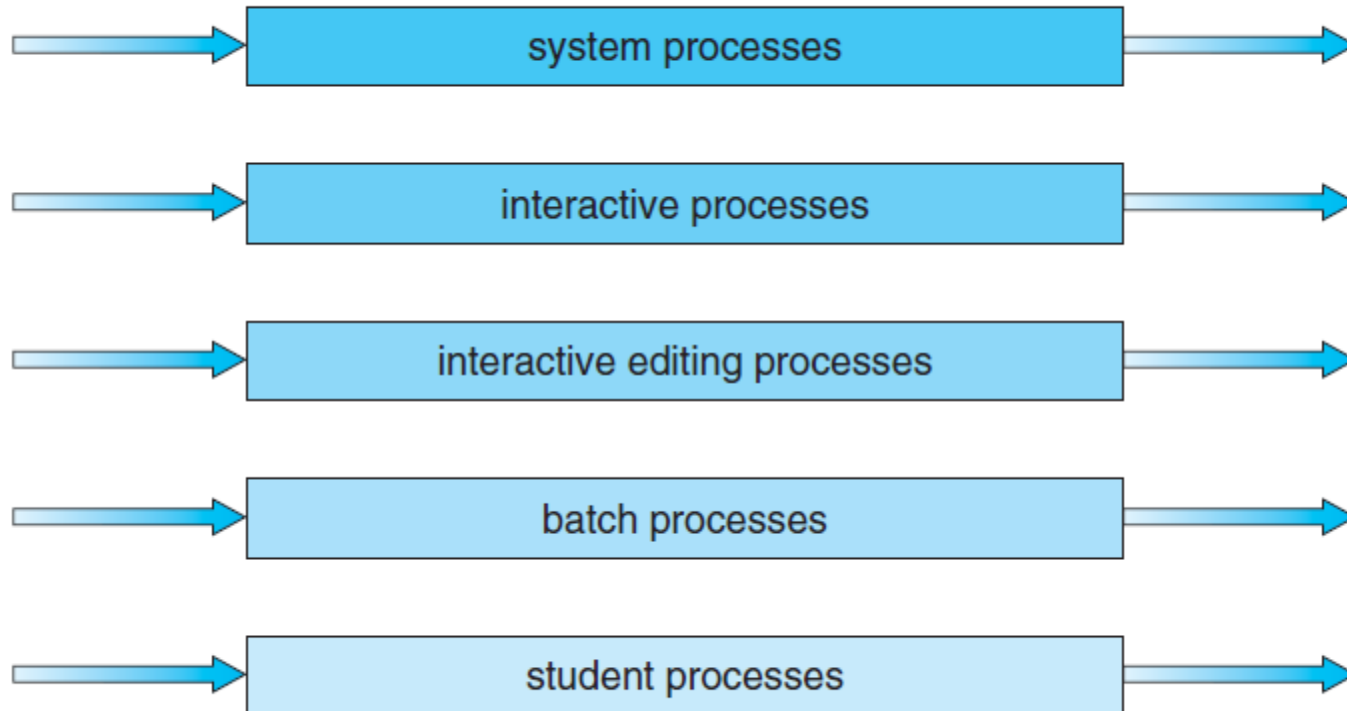 system processes
interactive processes
interactive editing processes
batch processes
student processes